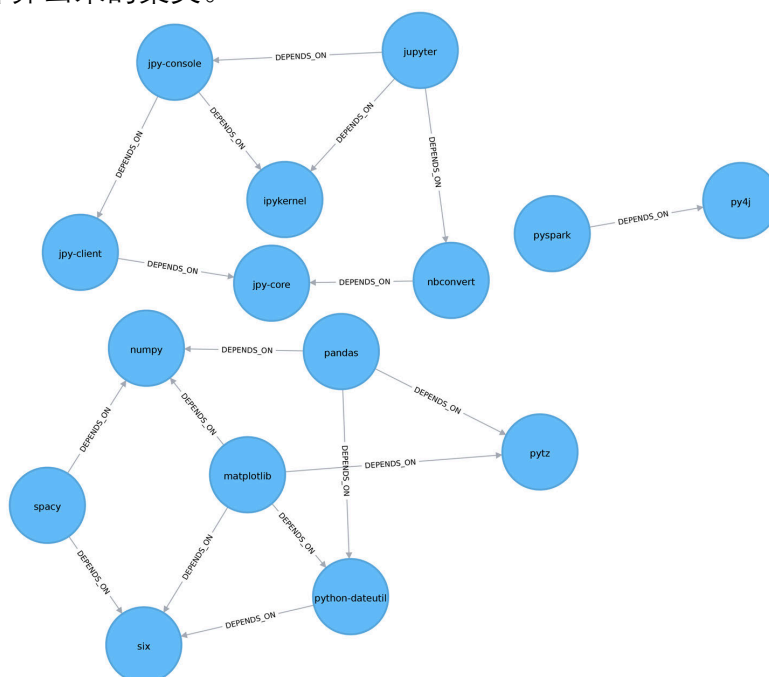 jpy-console
DEPENDS_ON
jupyter
DEPENDS_ON
DEPENDS_ON
DEPENDS_ON
DEPENDS_ON
ipykernel
py4j
DEPENDS_ON
pyspark
jpy-client
DEPENDS_ON
jpy-core
DEPENDS_ON
nbconvert
numpy
DEPENDS_ON
pandas
DEPENDS_ON
DEPENDS_ON
DEPENDS_ON
DEPENDS_ON
DEPENDS_ON
pytz
matplotlib
spacy
DEPENDS_ON
DEPENDS_ON
DEPENDS_ON
DEPENDS_ON
python-dateutil
DEPENDS_ON
six